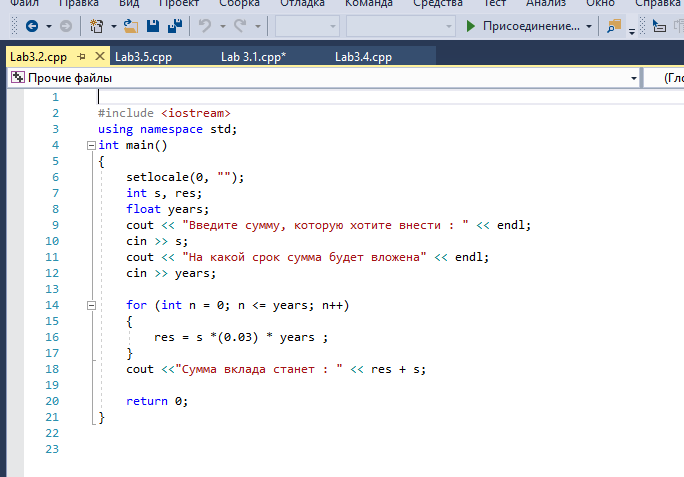 Файл Правка Вид Проект Сборка Отладка Команда Средства Тест Анализ Окно Справка
Присоединение...
Lab3.2.cpp Lab3.5.cpp Lab 3.1.cpp* Lab3.4.cpp
Прочие файлы (Гло
1
2 #include <iostream>
3 using namespace std;
4 int main()
5 {
6 setlocale(0, "");
7 int s, res;
8 float years;
9 cout << "Введите сумму, которую хотите внести : " << endl;
10 cin >> s;
11 cout << "На какой срок сумма будет вложена" << endl;
12 cin >> years;
13
14 for (int n = 0; n <= years; n++)
15 {
16 res = s *(0.03) * years ;
17 }
18 cout <<"Сумма вклада станет : " << res + s;
19
20 return 0;
21 }
22
23